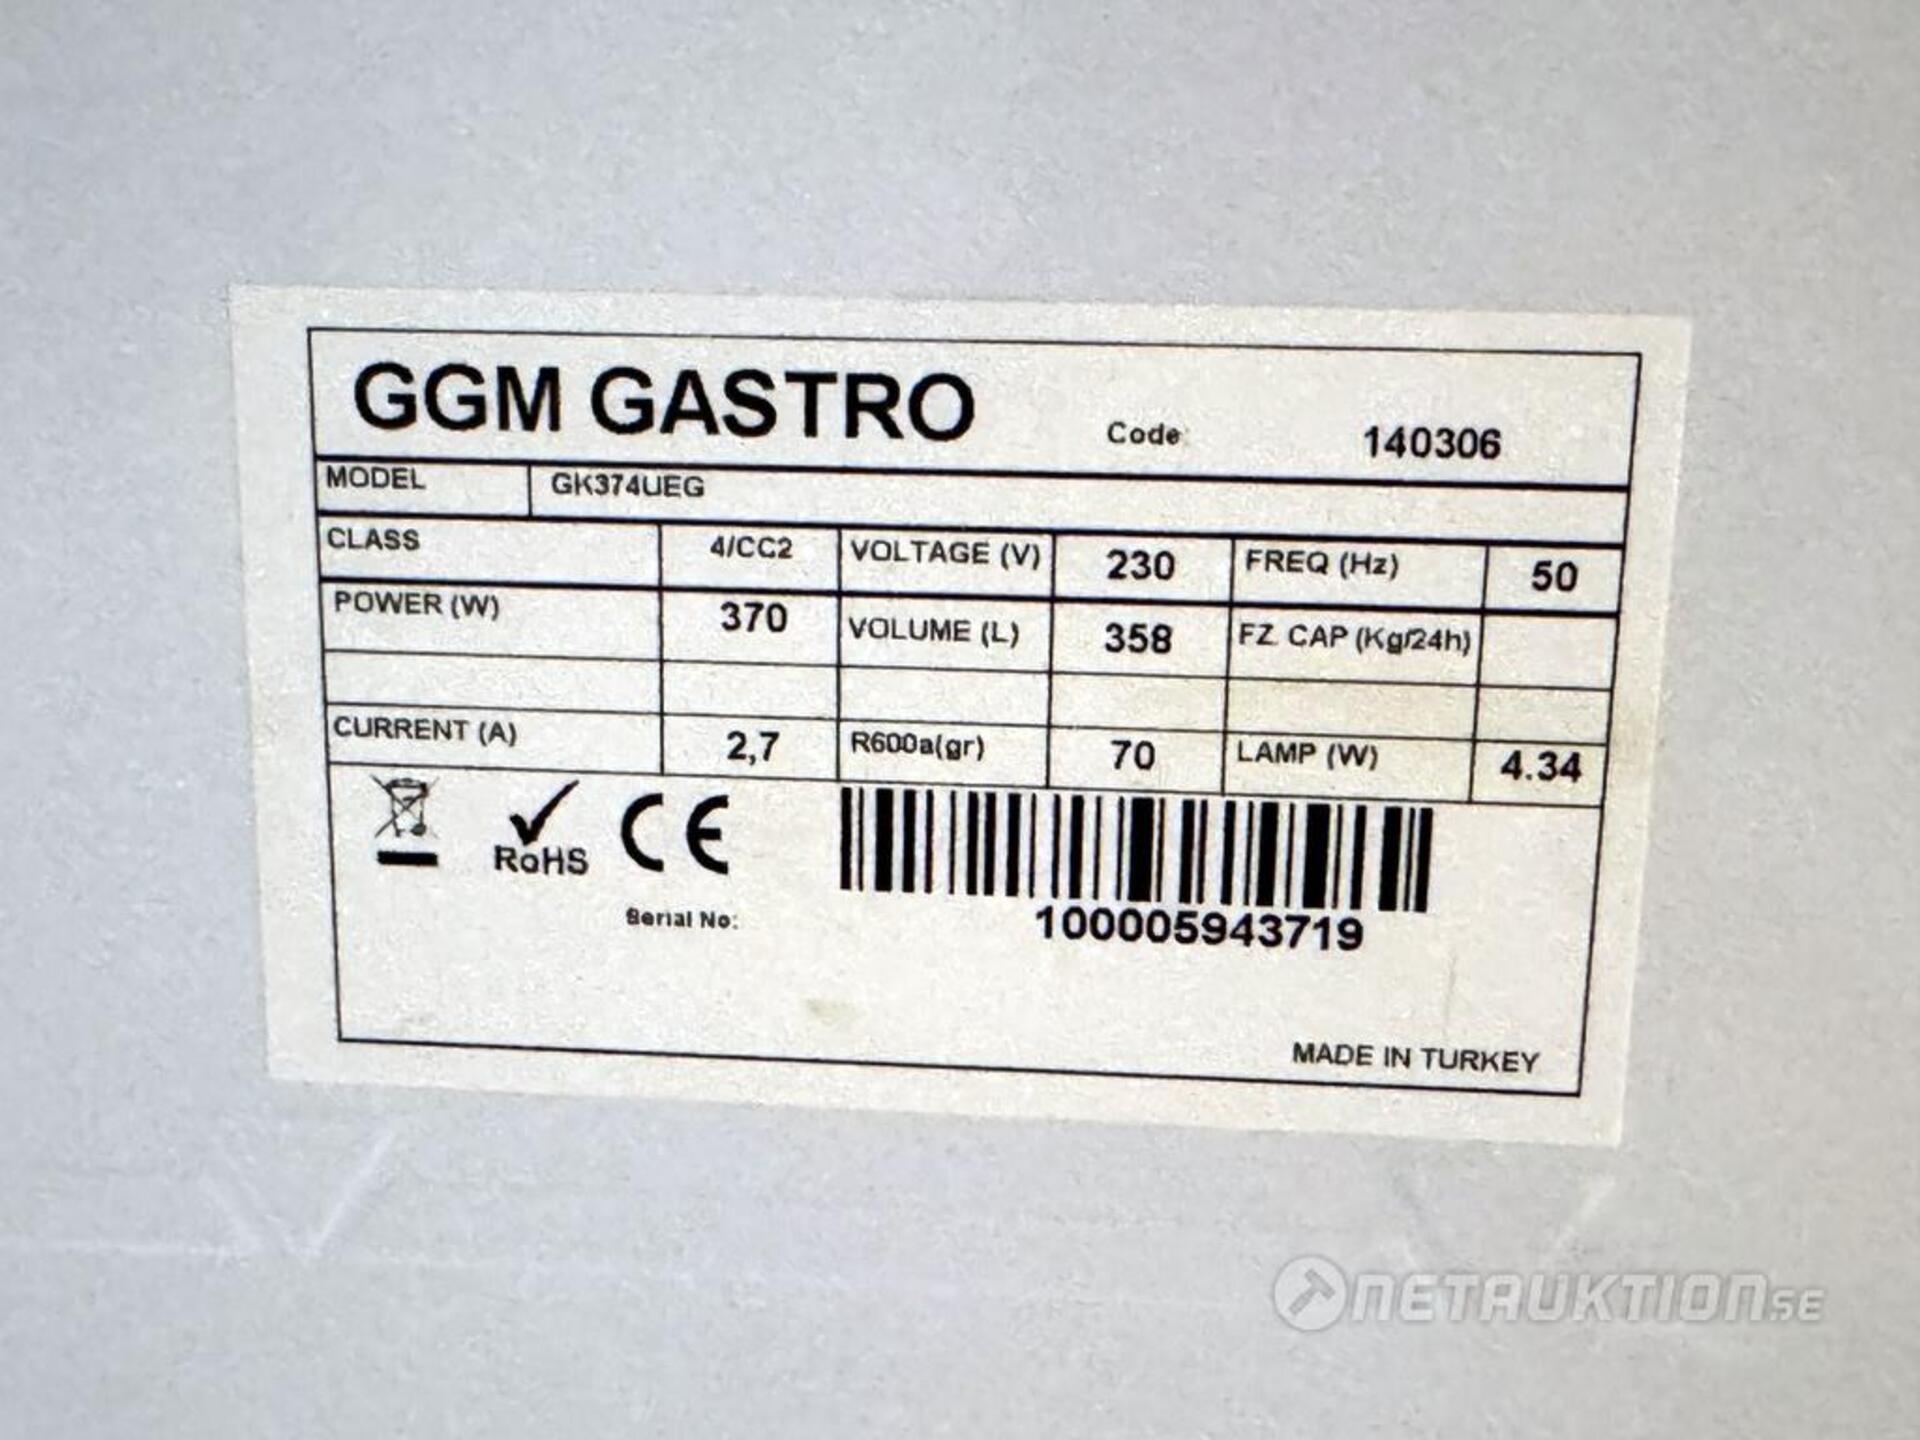 GGM GASTRO Code: 140306
MODEL GK374UEG
CLASS 4/CC2 VOLTAGE (V) 230 FREQ (Hz) 50
POWER (W) 370 VOLUME (L) 358 FZ. CAP (Kg/24h)
CURRENT (A) 2,7 R600a(gr) 70 LAMP (W) 4.34
RoHS CE
Serial No: 100005943719
MADE IN TURKEY
NETAUKTION.SE